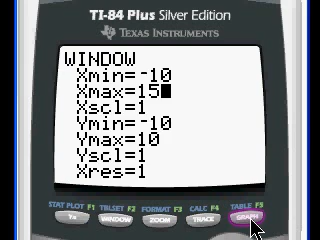 TI-84 Plus Silver Edition
TEXAS INSTRUMENTS
WINDOW
Xmin=-10
Xmax=15
Xscl=1
Ymin=-10
Ymax=10
Yscl=1
Xres=1
STAT PLOT F1 TBLSET F2 FORMAT F3 CALC F4 TABLE F5
Y= WINDOW ZOOM TRACE GRAPH